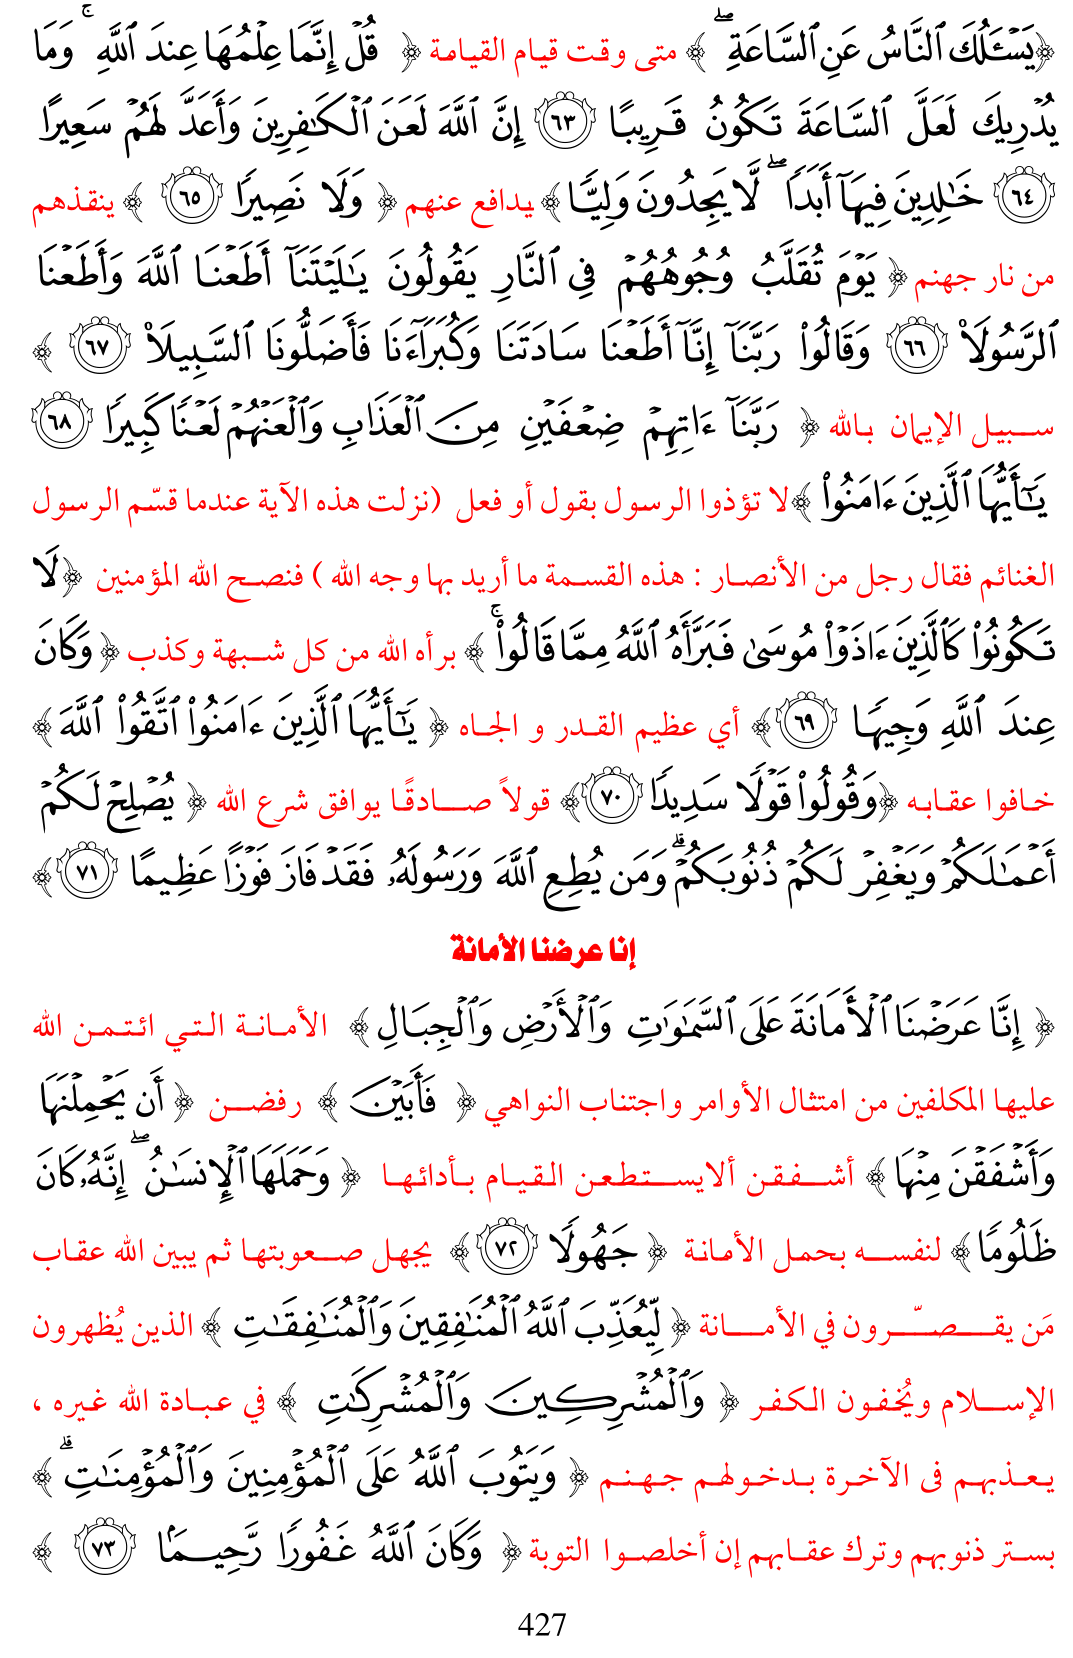 ﴿يَسْـَٔلُكَ ٱلنَّاسُ عَنِ ٱلسَّاعَةِ ۖ ﴾ متى وقت قيام القيامة ﴿ قُلْ إِنَّمَا عِلْمُهَا عِندَ ٱللَّهِ ۚ وَمَا
يُدْرِيكَ لَعَلَّ ٱلسَّاعَةَ تَكُونُ قَرِيبًا ٦٣ إِنَّ ٱللَّهَ لَعَنَ ٱلْكَٰفِرِينَ وَأَعَدَّ لَهُمْ سَعِيرًا
٦٤ خَٰلِدِينَ فِيهَآ أَبَدًا ۖ لَّا يَجِدُونَ وَلِيًّا﴾ يدافع عنهم ﴿ وَلَا نَصِيرًا ٦٥ ﴾ ينقذهم
من نار جهنم ﴿ يَوْمَ تُقَلَّبُ وُجُوهُهُمْ فِى ٱلنَّارِ يَقُولُونَ يَٰلَيْتَنَآ أَطَعْنَا ٱللَّهَ وَأَطَعْنَا
ٱلرَّسُولَا۠ ٦٦ وَقَالُوا۟ رَبَّنَآ إِنَّآ أَطَعْنَا سَادَتَنَا وَكُبَرَآءَنَا فَأَضَلُّونَا ٱلسَّبِيلَا۠ ٦٧ ﴾
سبيل الإيمان بالله ﴿ رَبَّنَآ ءَاتِهِمْ ضِعْفَيْنِ مِنَ ٱلْعَذَابِ وَٱلْعَنْهُمْ لَعْنًا كَبِيرًا ٦٨
يَٰٓأَيُّهَا ٱلَّذِينَ ءَامَنُوا۟ ﴾لا تؤذوا الرسول بقول أو فعل (نزلت هذه الآية عندما قسّم الرسول
الغنائم فقال رجل من الأنصار : هذه القسمة ما أريد بها وجه الله ) فنصح الله المؤمنين ﴿لَا
تَكُونُوا۟ كَٱلَّذِينَ ءَاذَوْا۟ مُوسَىٰ فَبَرَّأَهُ ٱللَّهُ مِمَّا قَالُوا۟ ۚ ﴾ برأه الله من كل شبهة وكذب ﴿ وَكَانَ
عِندَ ٱللَّهِ وَجِيهًا ٦٩ ﴾ أي عظيم القدر و الجاه ﴿ يَٰٓأَيُّهَا ٱلَّذِينَ ءَامَنُوا۟ ٱتَّقُوا۟ ٱللَّهَ ﴾
خافوا عقابه ﴿وَقُولُوا۟ قَوْلًا سَدِيدًا ٧٠ ﴾ قولاً صادقًا يوافق شرع الله ﴿ يُصْلِحْ لَكُمْ
أَعْمَٰلَكُمْ وَيَغْفِرْ لَكُمْ ذُنُوبَكُمْ ۗ وَمَن يُطِعِ ٱللَّهَ وَرَسُولَهُۥ فَقَدْ فَازَ فَوْزًا عَظِيمًا ٧١ ﴾
إنا عرضنا الأمانة
﴿ إِنَّا عَرَضْنَا ٱلْأَمَانَةَ عَلَى ٱلسَّمَٰوَٰتِ وَٱلْأَرْضِ وَٱلْجِبَالِ ﴾ الأمانة التي ائتمن الله
عليها المكلفين من امتثال الأوامر واجتناب النواهي ﴿ فَأَبَيْنَ ﴾ رفضن ﴿ أَن يَحْمِلْنَهَا
وَأَشْفَقْنَ مِنْهَا ﴾ أشفقن ألايستطعن القيام بأدائها ﴿ وَحَمَلَهَا ٱلْإِنسَٰنُ ۖ إِنَّهُۥ كَانَ
ظَلُومًا ﴾ لنفسه بحمل الأمانة ﴿ جَهُولًا ٧٢ ﴾ يجهل صعوبتها ثم يبين الله عقاب
مَن يقصّرون في الأمانة ﴿ لِّيُعَذِّبَ ٱللَّهُ ٱلْمُنَٰفِقِينَ وَٱلْمُنَٰفِقَٰتِ ﴾ الذين يُظهرون
الإسلام ويُخفون الكفر ﴿ وَٱلْمُشْرِكِينَ وَٱلْمُشْرِكَٰتِ ﴾ في عبادة الله غيره ،
يعذبهم فى الآخرة بدخولهم جهنم ﴿ وَيَتُوبَ ٱللَّهُ عَلَى ٱلْمُؤْمِنِينَ وَٱلْمُؤْمِنَٰتِ ۗ ﴾
بستر ذنوبهم وترك عقابهم إن أخلصوا التوبة ﴿ وَكَانَ ٱللَّهُ غَفُورًا رَّحِيمًۢا ٧٣ ﴾
427